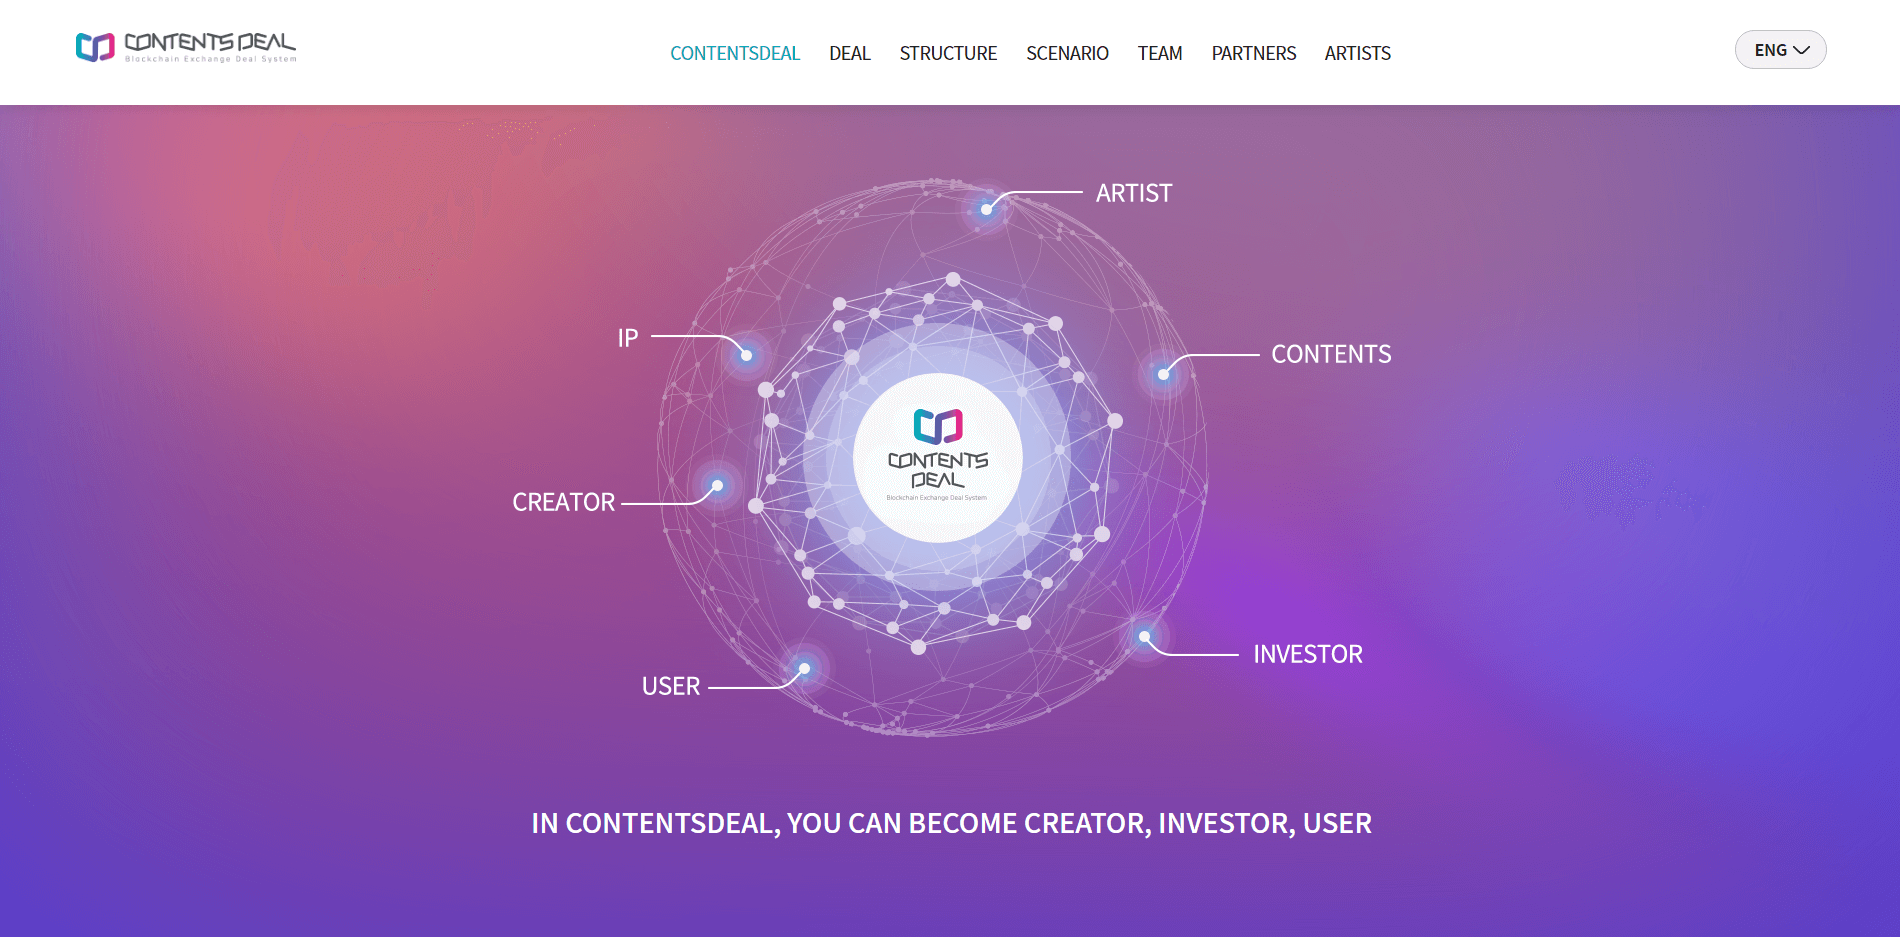 CONTENTS DEAL
Blockchain Exchange Deal System
CONTENTSDEAL DEAL STRUCTURE SCENARIO TEAM PARTNERS ARTISTS
ENG
ARTIST
IP
CONTENTS
CONTENTS
DEAL
Blockchain Exchange Deal System
CREATOR
INVESTOR
USER
IN CONTENTSDEAL, YOU CAN BECOME CREATOR, INVESTOR, USER